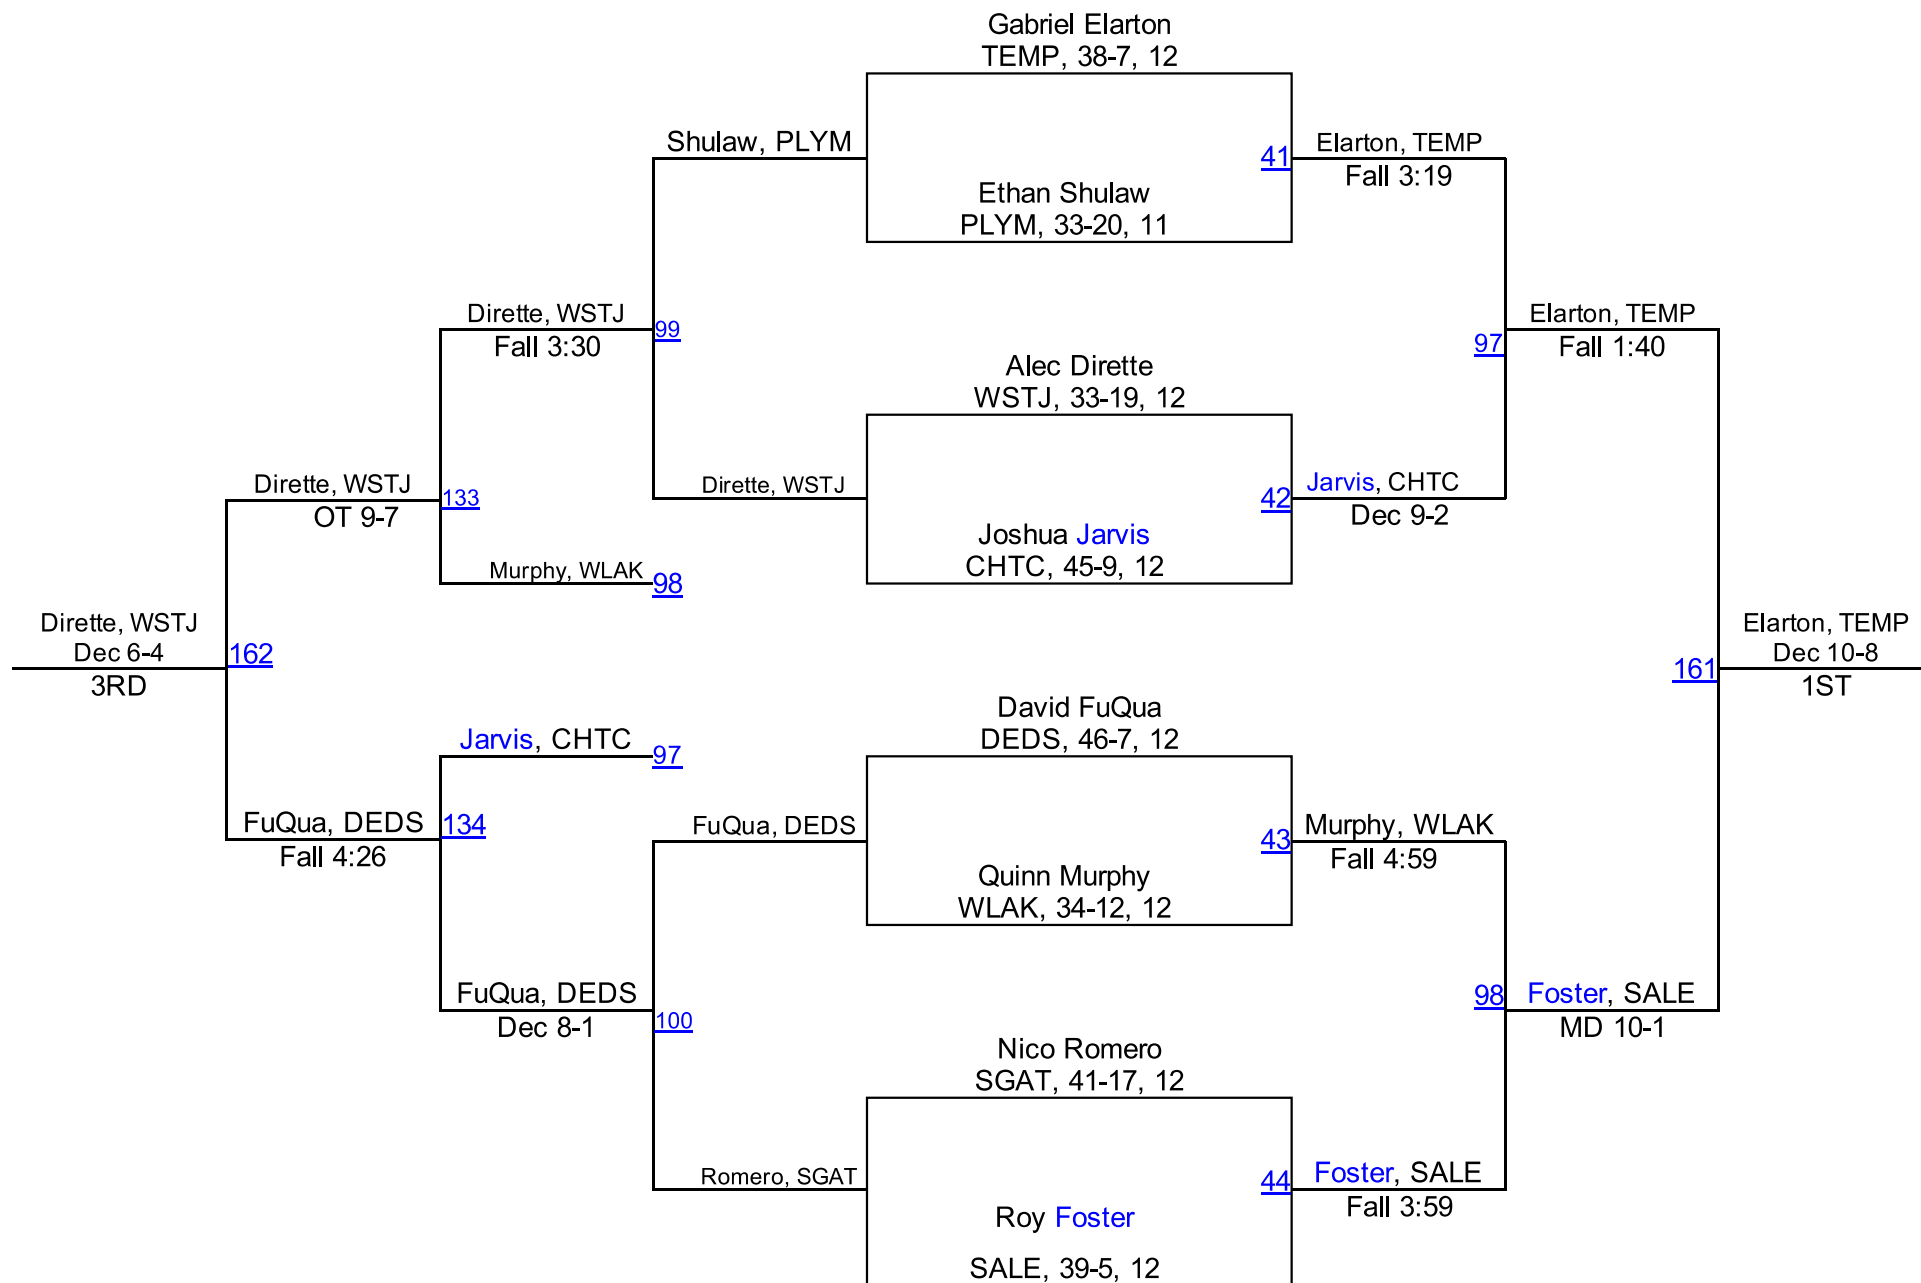 Gabriel Elarton
TEMP, 38-7, 12
Shulaw, PLYM
41
Elarton, TEMP
Fall 3:19
Ethan Shulaw
PLYM, 33-20, 11
Dirette, WSTJ
Fall 3:30
99
97
Elarton, TEMP
Fall 1:40
Alec Dirette
WSTJ, 33-19, 12
Dirette, WSTJ
OT 9-7
133
Dirette, WSTJ
42
Jarvis, CHTC
Dec 9-2
Joshua Jarvis
CHTC, 45-9, 12
Murphy, WLAK
98
Dirette, WSTJ
Dec 6-4
3RD
162
161
Elarton, TEMP
Dec 10-8
1ST
Jarvis, CHTC
97
David FuQua
DEDS, 46-7, 12
FuQua, DEDS
Fall 4:26
134
FuQua, DEDS
43
Murphy, WLAK
Fall 4:59
Quinn Murphy
WLAK, 34-12, 12
FuQua, DEDS
Dec 8-1
100
98
Foster, SALE
MD 10-1
Nico Romero
SGAT, 41-17, 12
Romero, SGAT
44
Foster, SALE
Fall 3:59
Roy Foster
SALE, 39-5, 12